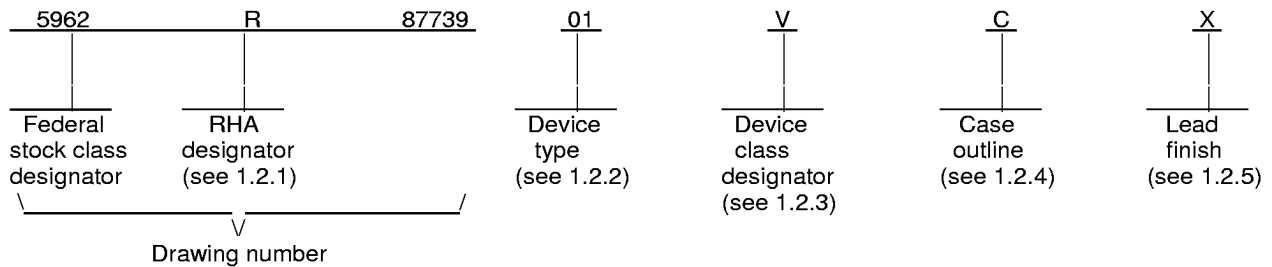 5962 R 87739 01 V C X
Federal RHA Device Device Case Lead
stock class designator type class outline finish
designator (see 1.2.1) (see 1.2.2) designator (see 1.2.4) (see 1.2.5)
(see 1.2.3)
Drawing number